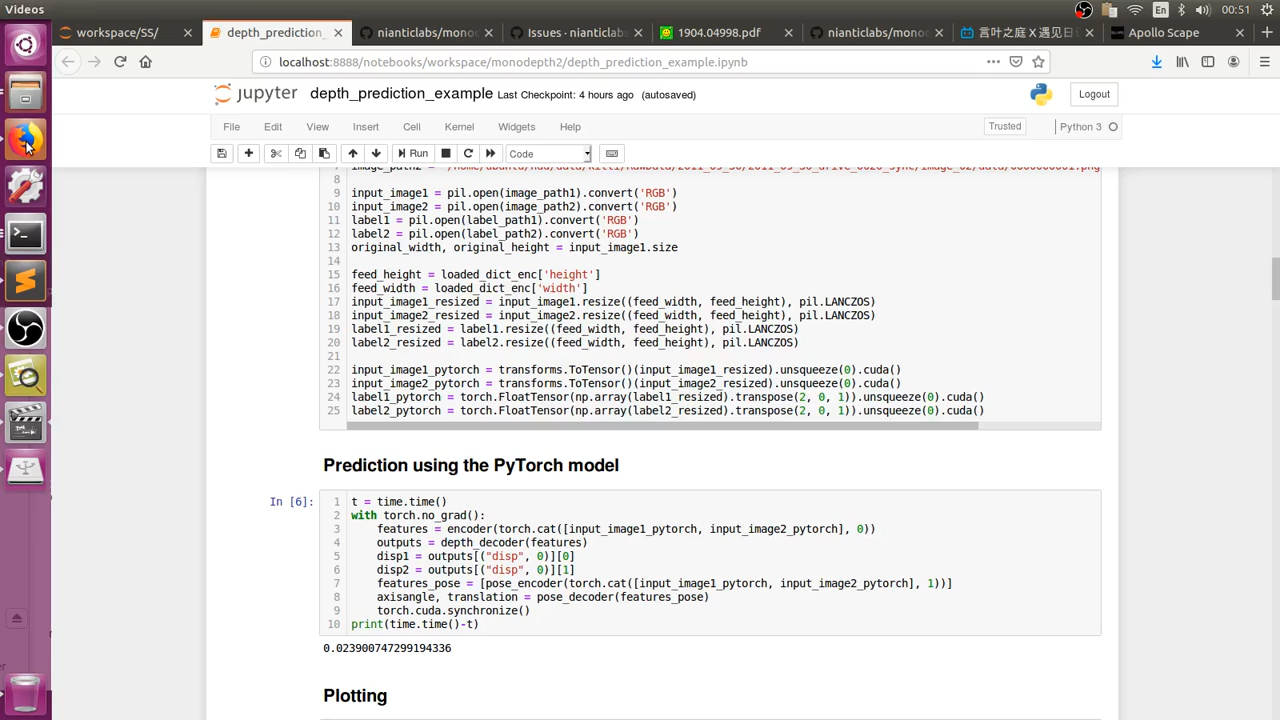 Videos
En
00:51
workspace/SS/
depth_prediction_
nianticlabs/monod
Issues · nianticlabs
1904.04998.pdf
nianticlabs/mono
言叶之庭 X 遇见日
Apollo Scape
localhost:8888/notebooks/workspace/monodepth2/depth_prediction_example.ipynb
jupyter
depth_prediction_example Last Checkpoint: 4 hours ago (autosaved)
Logout
File Edit View Insert Cell Kernel Widgets Help
Trusted
Python 3
Run
Code
8
9 input_image1 = pil.open(image_path1).convert('RGB')
10 input_image2 = pil.open(image_path2).convert('RGB')
11 label1 = pil.open(label_path1).convert('RGB')
12 label2 = pil.open(label_path2).convert('RGB')
13 original_width, original_height = input_image1.size
14
15 feed_height = loaded_dict_enc['height']
16 feed_width = loaded_dict_enc['width']
17 input_image1_resized = input_image1.resize((feed_width, feed_height), pil.LANCZOS)
18 input_image2_resized = input_image2.resize((feed_width, feed_height), pil.LANCZOS)
19 label1_resized = label1.resize((feed_width, feed_height), pil.LANCZOS)
20 label2_resized = label2.resize((feed_width, feed_height), pil.LANCZOS)
21
22 input_image1_pytorch = transforms.ToTensor()(input_image1_resized).unsqueeze(0).cuda()
23 input_image2_pytorch = transforms.ToTensor()(input_image2_resized).unsqueeze(0).cuda()
24 label1_pytorch = torch.FloatTensor(np.array(label1_resized).transpose(2, 0, 1)).unsqueeze(0).cuda()
25 label2_pytorch = torch.FloatTensor(np.array(label2_resized).transpose(2, 0, 1)).unsqueeze(0).cuda()
Prediction using the PyTorch model
In [6]:
1 t = time.time()
2 with torch.no_grad():
3 features = encoder(torch.cat([input_image1_pytorch, input_image2_pytorch], 0))
4 outputs = depth_decoder(features)
5 disp1 = outputs[("disp", 0)][0]
6 disp2 = outputs[("disp", 0)][1]
7 features_pose = [pose_encoder(torch.cat([input_image1_pytorch, input_image2_pytorch], 1))]
8 axisangle, translation = pose_decoder(features_pose)
9 torch.cuda.synchronize()
10 print(time.time()-t)
0.023900747299194336
Plotting